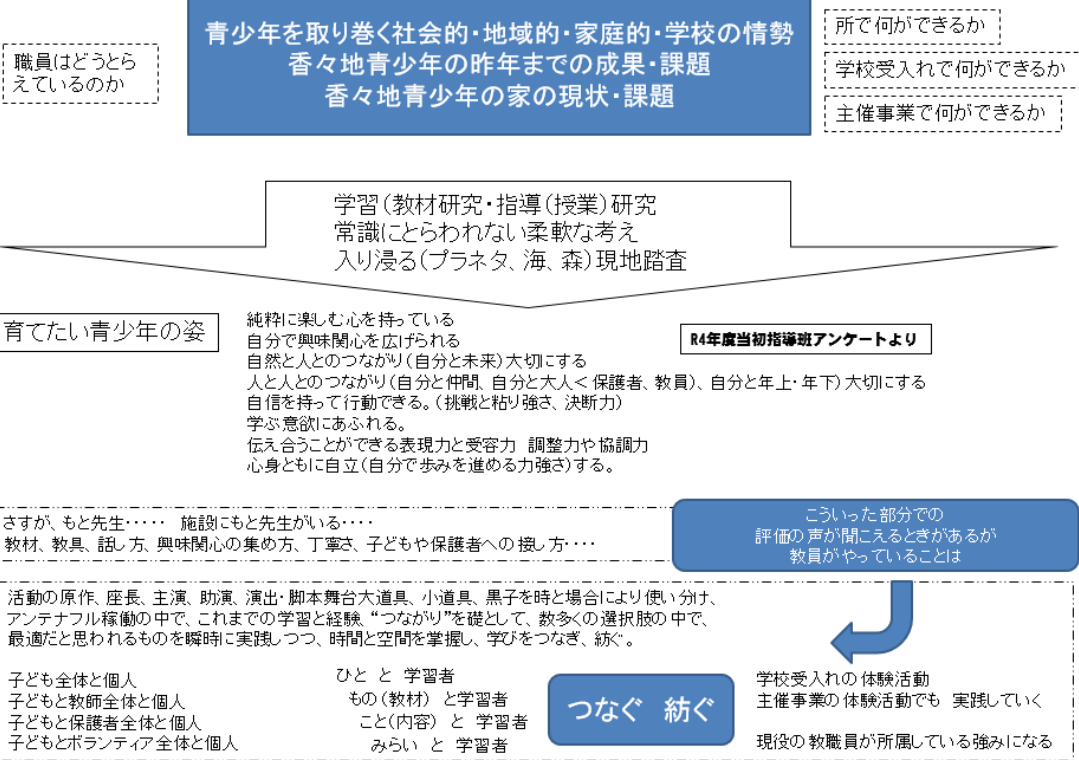 青少年を取り巻く社会的・地域的・家庭的・学校の情勢
香々地青少年の昨年までの成果・課題
香々地青少年の家の現状・課題
職員はどうとら
えているのか
所で何ができるか
学校受入れで何ができるか
主催事業で何ができるか
学習(教材研究・指導(授業)研究
常識にとらわれない柔軟な考え
入り浸る(プラネタ、海、森)現地踏査
育てたい青少年の姿
R4年度当初指導班アンケートより
純粋に楽しむ心を持っている
自分で興味関心を広げられる
自然と人とのつながり(自分と未来)大切にする
人と人とのつながり(自分と仲間、自分と大人<保護者、教員)、自分と年上・年下)大切にする
自信を持って行動できる。(挑戦と粘り強さ、決断力)
学ぶ意欲にあふれる。
伝え合うことができる表現力と受容力 調整力や協調力
心身ともに自立(自分で歩みを進める力強さ)する。
さすが、もと先生・・・・・ 施設にもと先生がいる・・・・
教材、教具、話し方、興味関心の集め方、丁寧さ、子どもや保護者への接し方・・・・
こういった部分での
評価の声が聞こえるときがあるが
教員がやっていることは
活動の原作、座長、主演、助演、演出・脚本舞台大道具、小道具、黒子を時と場合により使い分け、
アンテナフル稼働の中で、これまでの学習と経験、“つながり”を礎として、数多くの選択肢の中で、
最適だと思われるものを瞬時に実践しつつ、時間と空間を掌握し、学びをつなぎ、紡ぐ。
子ども全体と個人
子どもと教師全体と個人
子どもと保護者全体と個人
子どもとボランティア全体と個人
ひと と 学習者
もの(教材) と学習者
こと(内容) と 学習者
みらい と 学習者
つなぐ 紡ぐ
学校受入れの体験活動
主催事業の体験活動でも 実践していく
現役の教職員が所属している強みになる